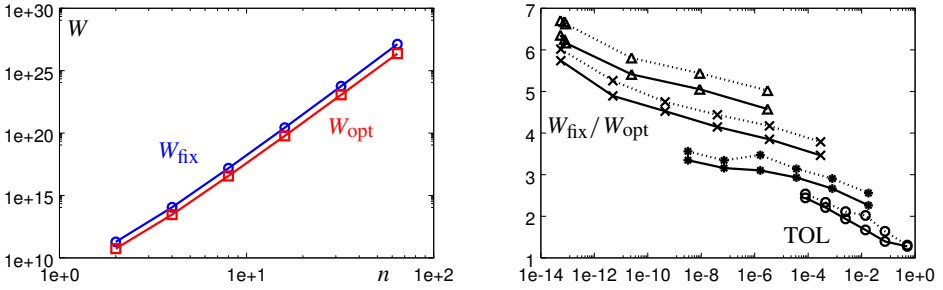 1e+30
W
1e+25
1e+20
W_fix
W_opt
1e+15
1e+10
1e+0
1e+1
n
1e+2
7
6
5
W_fix/W_opt
4
3
2
TOL
1
1e-14
1e-12
1e-10
1e-8
1e-6
1e-4
1e-2
1e-0